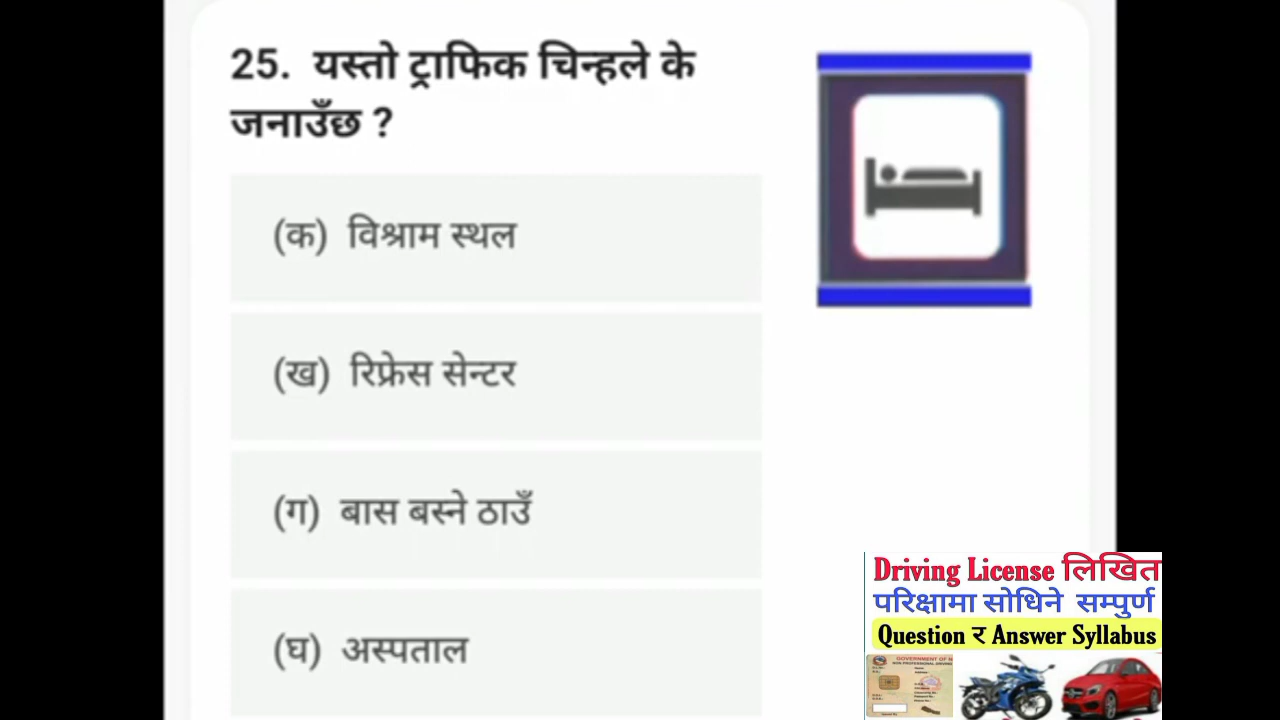 25. यस्तो ट्राफिक चिन्हले के
जनाउँछ ?
(क) विश्राम स्थल
(ख) रिफ्रेस सेन्टर
(ग) बास बस्ने ठाउँ
(घ) अस्पताल
Driving License लिखित
परिक्षामा सोधिने सम्पुर्ण
Question र Answer Syllabus